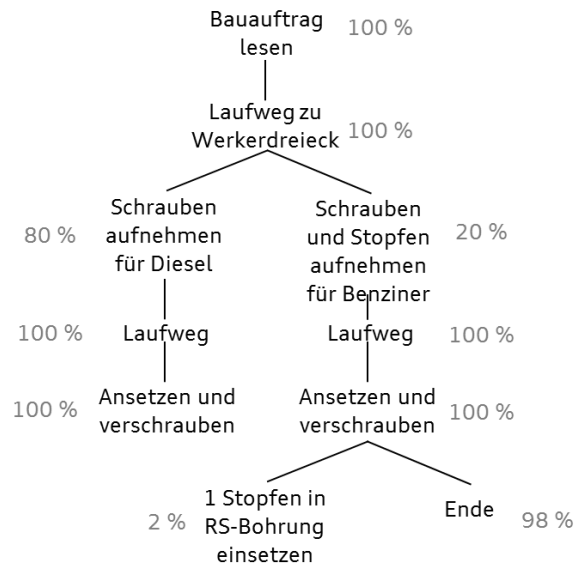 Bauauftrag
lesen
100 %
Laufweg zu
Werkerdreieck
100 %
80 %
Schrauben
aufnehmen
für Diesel
Schrauben
und Stopfen
aufnehmen
für Benziner
20 %
100 %
Laufweg
Laufweg
100 %
100 %
Ansetzen und
verschrauben
Ansetzen und
verschrauben
100 %
2 %
1 Stopfen in
RS-Bohrung
einsetzen
Ende
98 %